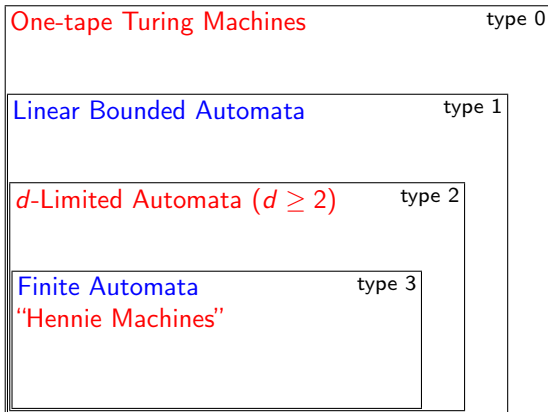 One-tape Turing Machines type 0
Linear Bounded Automata type 1
d-Limited Automata (d ≥ 2) type 2
Finite Automata type 3
“Hennie Machines”